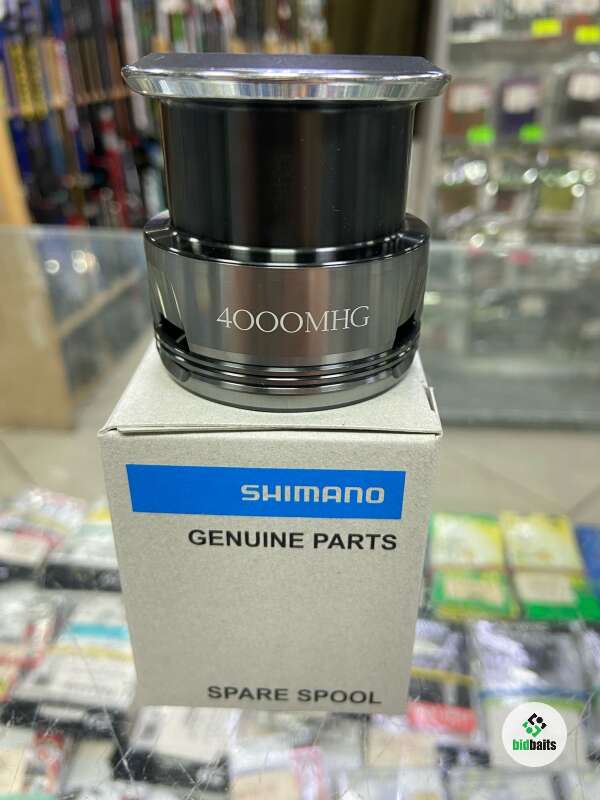 4000MHG
SHIMANO
GENUINE PARTS
SPARE SPOOL
bidbaits